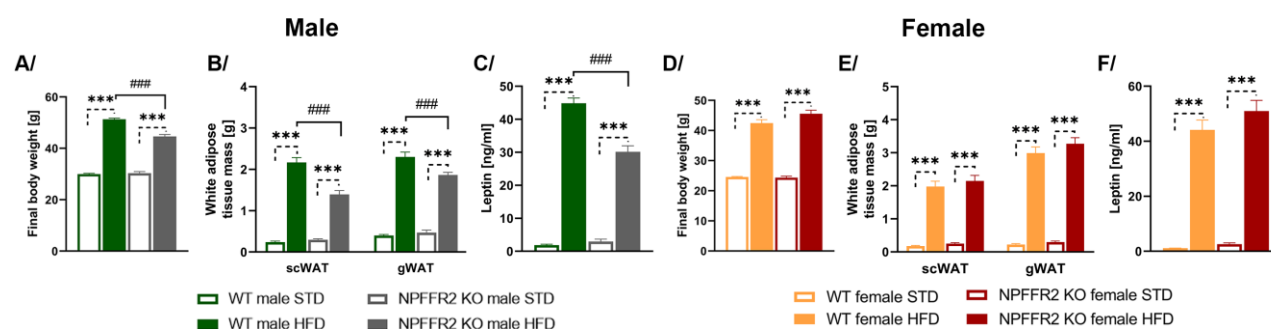 Male
Female
A/
Final body weight [g]
60
40
20
0
***
***
###
B/
White adipose
tissue mass [g]
4
3
2
1
0
***
***
###
***
***
###
scWAT
gWAT
C/
Leptin [ng/ml]
50
40
30
20
10
0
***
***
###
D/
Final body weight [g]
50
40
30
20
10
0
***
***
E/
White adipose
tissue mass [g]
5
4
3
2
1
0
***
***
***
***
scWAT
gWAT
F/
Leptin [ng/ml]
60
40
20
0
***
***
WT male STD
NPFFR2 KO male STD
WT male HFD
NPFFR2 KO male HFD
WT female STD
NPFFR2 KO female STD
WT female HFD
NPFFR2 KO female HFD